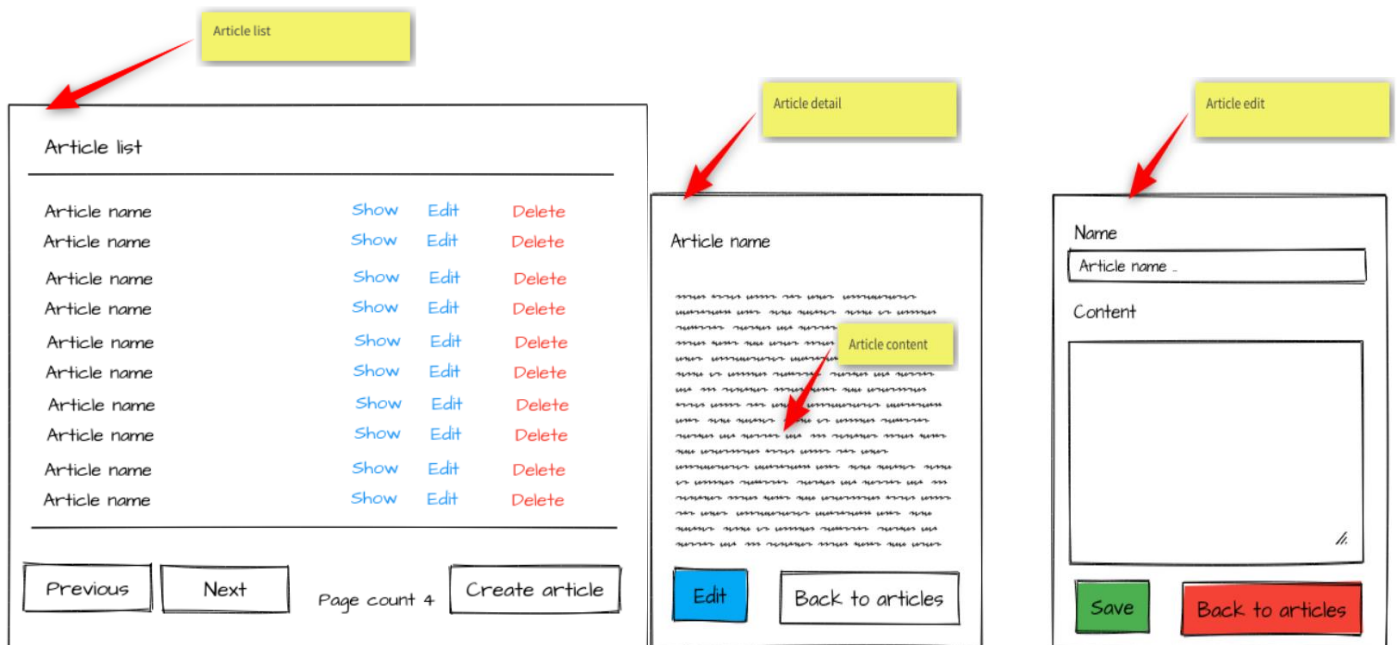 Article list
Article list
Article name Show Edit Delete
Article name Show Edit Delete
Article name Show Edit Delete
Article name Show Edit Delete
Article name Show Edit Delete
Article name Show Edit Delete
Article name Show Edit Delete
Article name Show Edit Delete
Article name Show Edit Delete
Article name Show Edit Delete
Previous Next Page count 4 Create article
Article detail
Article name
Article content
Edit Back to articles
Article edit
Name
Article name ..
Content
Save Back to articles